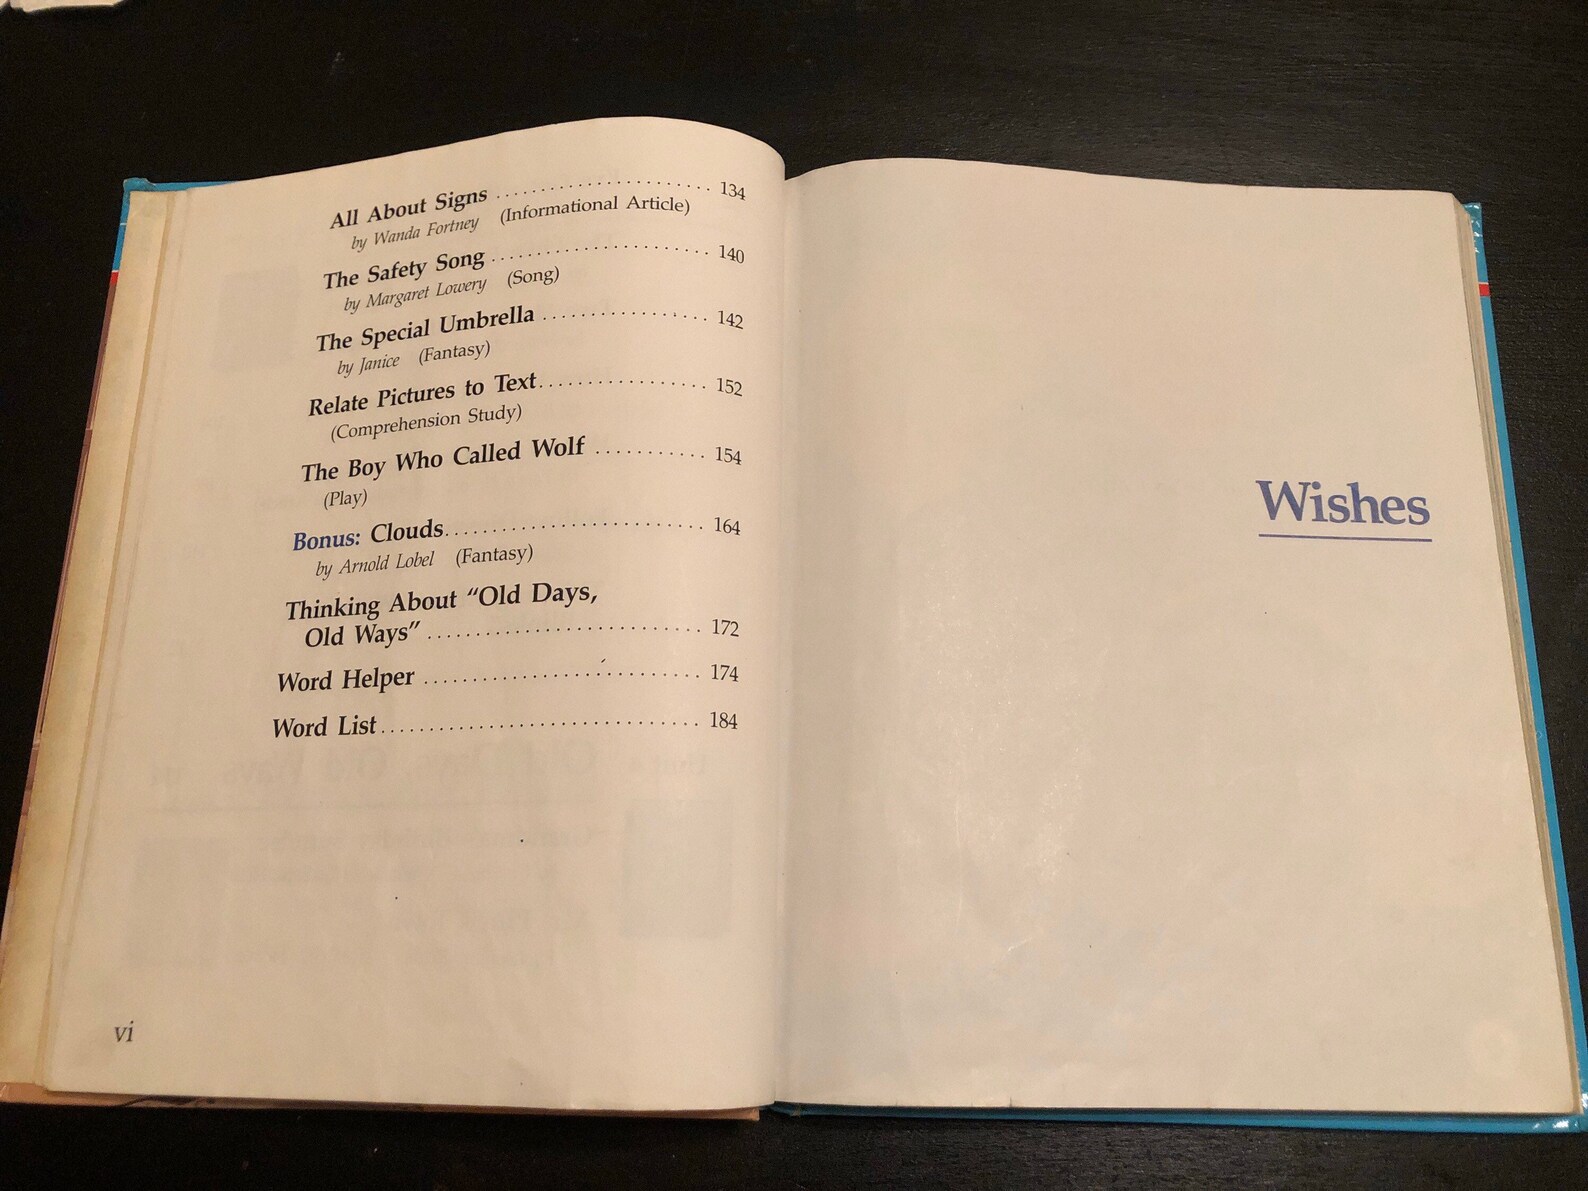 All About Signs ........................ 134
by Wanda Fortney (Informational Article)
The Safety Song ........................ 140
by Margaret Lowery (Song)
The Special Umbrella ................. 142
by Janice (Fantasy)
Relate Pictures to Text ................. 152
(Comprehension Study)
The Boy Who Called Wolf ........... 154
(Play)
Bonus: Clouds .......................... 164
by Arnold Lobel (Fantasy)
Thinking About “Old Days,
Old Ways” ............................ 172
Word Helper ............................ 174
Word List ................................ 184
vi
Wishes